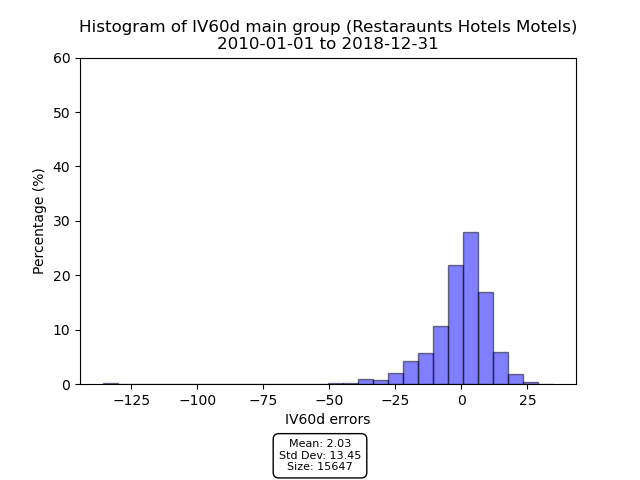 Histogram of IV60d main group (Restaraunts Hotels Motels)
2010-01-01 to 2018-12-31
60
50
40
30
20
10
0
Percentage (%)
−125 −100 −75 −50 −25 0 25
IV60d errors
Mean: 2.03
Std Dev: 13.45
Size: 15647